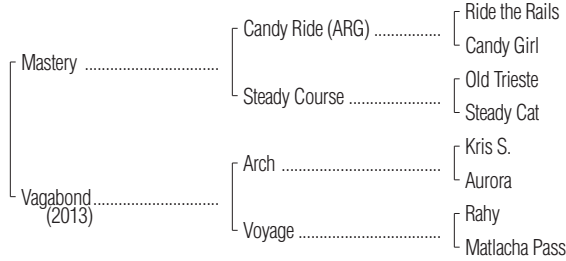 Ride the Rails
Candy Ride (ARG) ..................
Candy Girl
Mastery ......................................
Old Trieste
Steady Course .........................
Steady Cat
Kris S.
Arch ...........................................
Aurora
Vagabond....................................
(2013)
Rahy
Voyage ......................................
Matlacha Pass